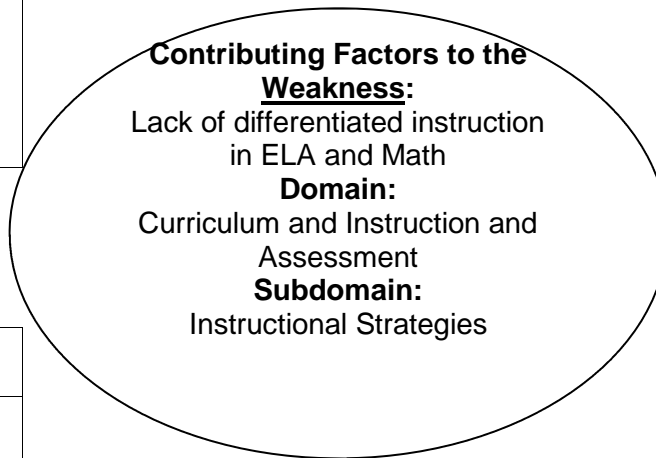 Contributing Factors to the
Weakness:
Lack of differentiated instruction
in ELA and Math
Domain:
Curriculum and Instruction and
Assessment
Subdomain:
Instructional Strategies